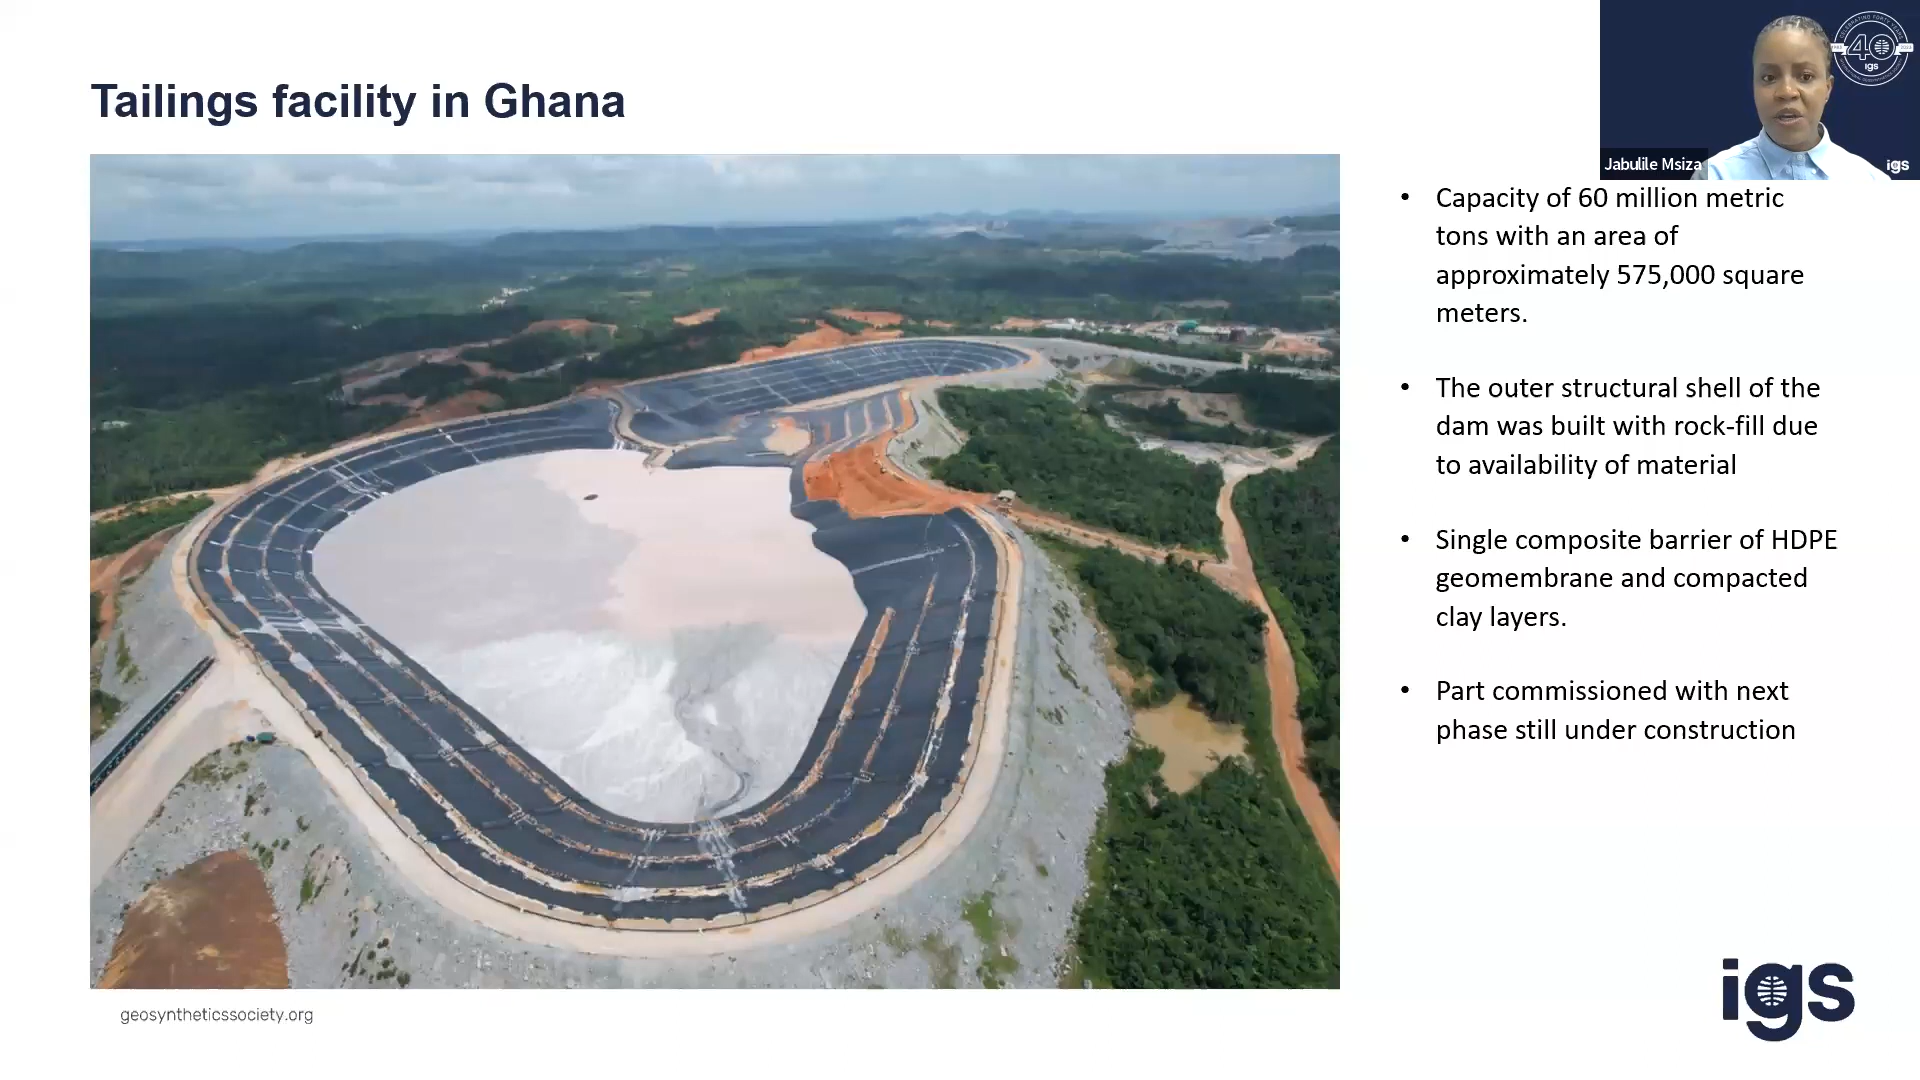 Tailings facility in Ghana
40
igs
Jabulile Msiza
igs
• Capacity of 60 million metric
tons with an area of
approximately 575,000 square
meters.
• The outer structural shell of the
dam was built with rock-fill due
to availability of material
• Single composite barrier of HDPE
geomembrane and compacted
clay layers.
• Part commissioned with next
phase still under construction
geosyntheticssociety.org
igs